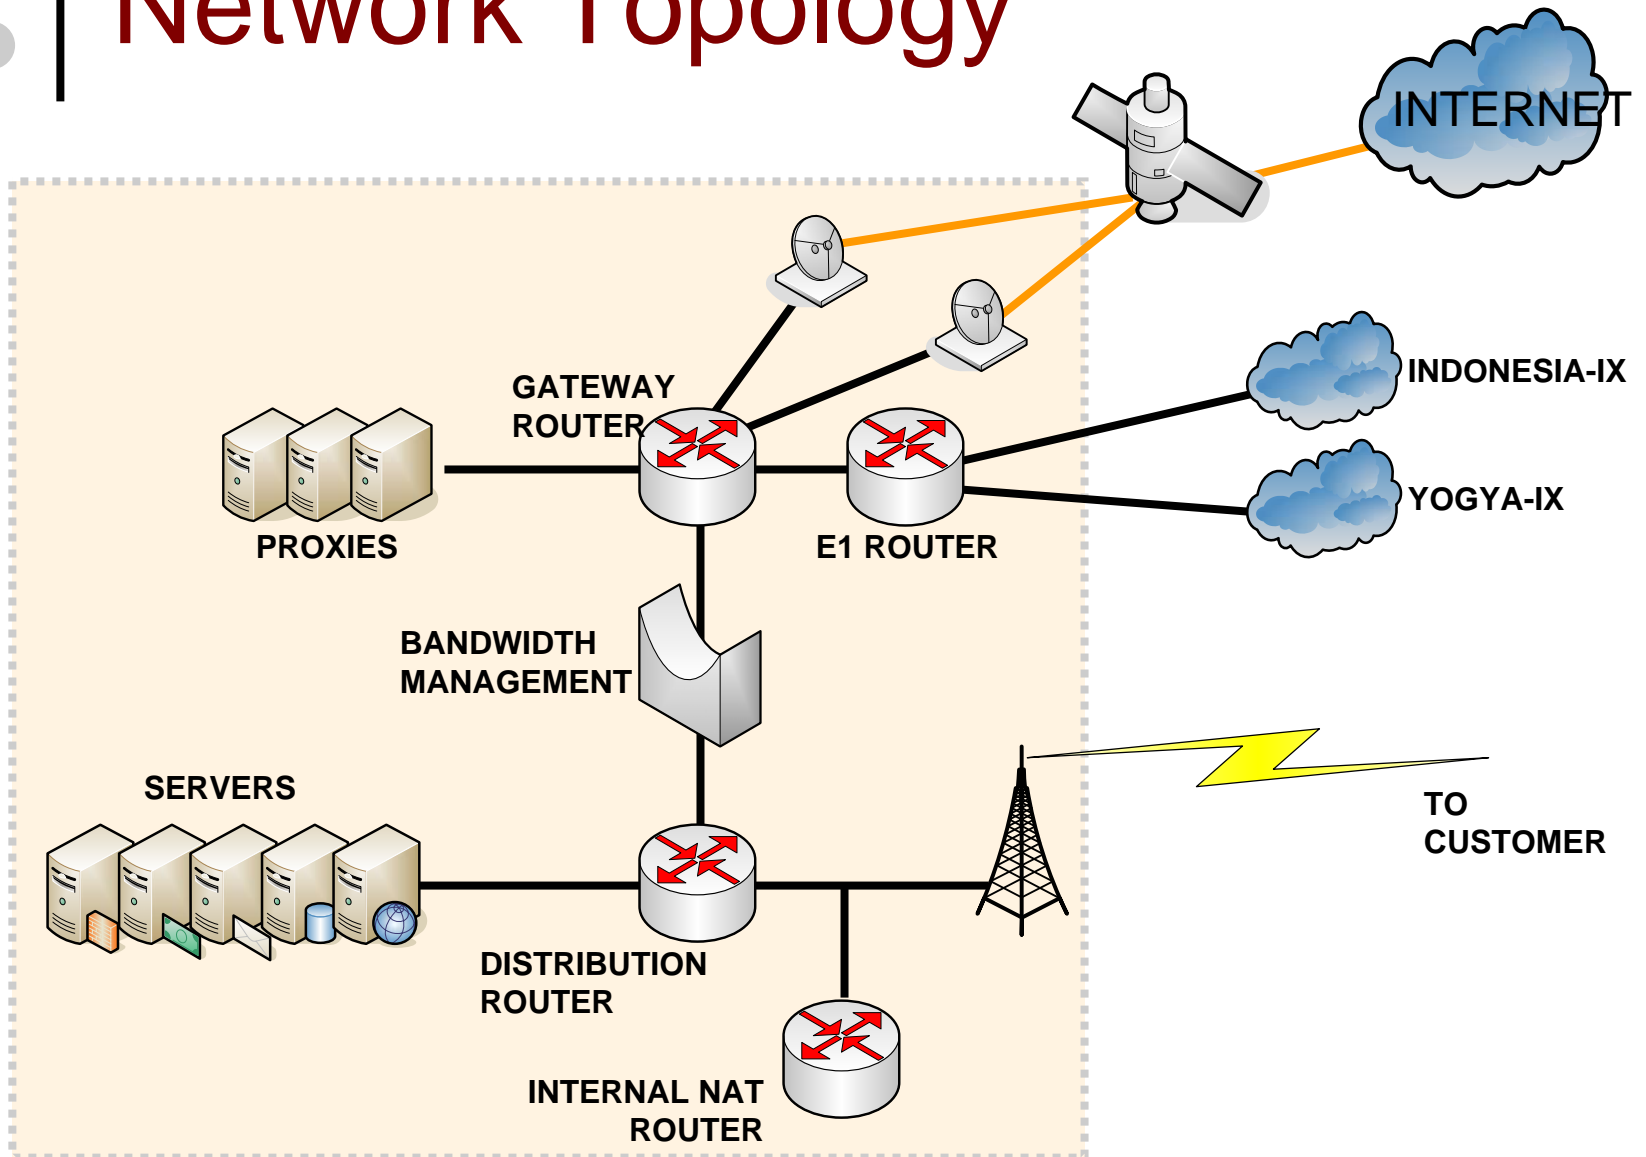 Network Topology
INTERNET
INDONESIA-IX
GATEWAY
ROUTER
YOGYA-IX
PROXIES
E1 ROUTER
BANDWIDTH
MANAGEMENT
SERVERS
TO
CUSTOMER
DISTRIBUTION
ROUTER
INTERNAL NAT
ROUTER